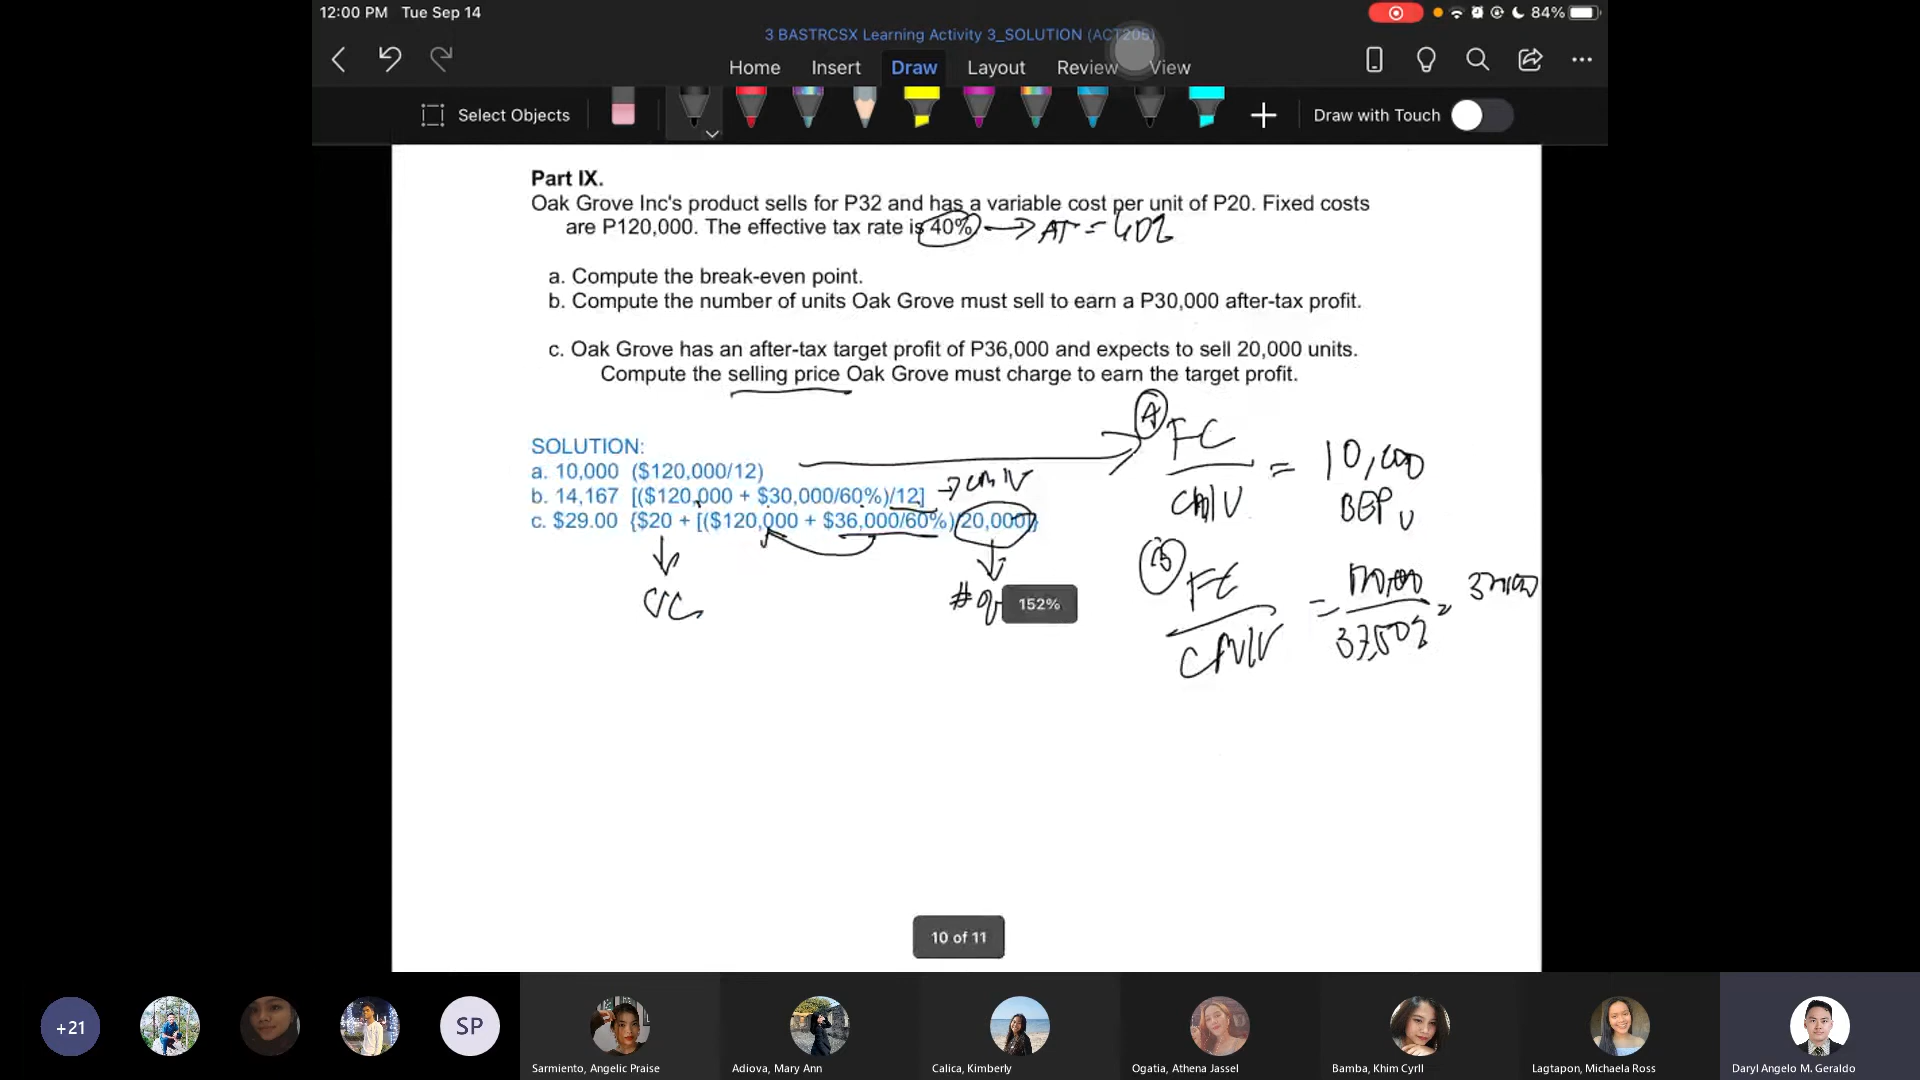 12:00 PM Tue Sep 14
84%
3 BASTRCSX Learning Activity 3_SOLUTION (ACT205)
Home Insert Draw Layout Review View
Select Objects
Draw with Touch
Part IX.
Oak Grove Inc's product sells for P32 and has a variable cost per unit of P20. Fixed costs
are P120,000. The effective tax rate is 40% → AT = 60%
a. Compute the break-even point.
b. Compute the number of units Oak Grove must sell to earn a P30,000 after-tax profit.
c. Oak Grove has an after-tax target profit of P36,000 and expects to sell 20,000 units.
Compute the selling price Oak Grove must charge to earn the target profit.
SOLUTION:
a. 10,000 ($120,000/12)
b. 14,167 [($120,000 + $30,000/60%)/12] → CM/U
c. $29.00 {$20 + [($120,000 + $36,000/60%)/20,000]}
VC
152%
A
FC
CM/U
= 10,000
BEP U
B
FC
=
37,50%
=
10 of 11
+21
SP
Sarmiento, Angelic Praise
Adiova, Mary Ann
Calica, Kimberly
Ogatia, Athena Jassel
Bamba, Khim Cyrll
Lagtapon, Michaela Ross
Daryl Angelo M. Geraldo